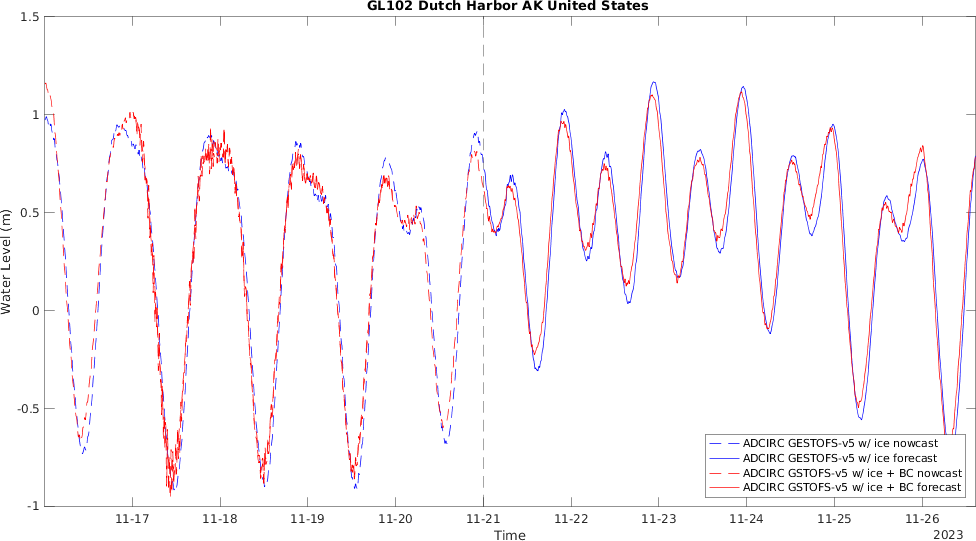 GL102 Dutch Harbor AK United States
1.5
1
0.5
0
-0.5
-1
Water Level (m)
11-17 11-18 11-19 11-20 11-21 11-22 11-23 11-24 11-25 11-26
Time
2023
ADCIRC GESTOFS-v5 w/ ice nowcast
ADCIRC GESTOFS-v5 w/ ice forecast
ADCIRC GSTOFS-v5 w/ ice + BC nowcast
ADCIRC GSTOFS-v5 w/ ice + BC forecast